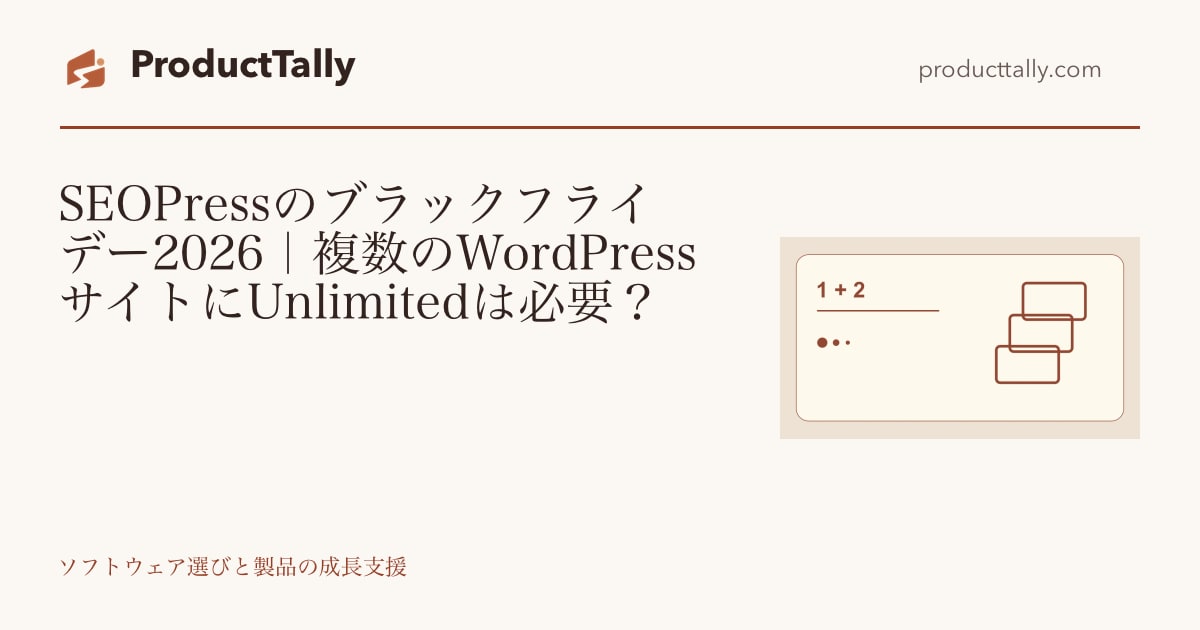 ProductTally
producttally.com
SEOPressのブラックフライ
デー2026｜複数のWordPress
サイトにUnlimitedは必要？
1 + 2
ソフトウェア選びと製品の成長支援